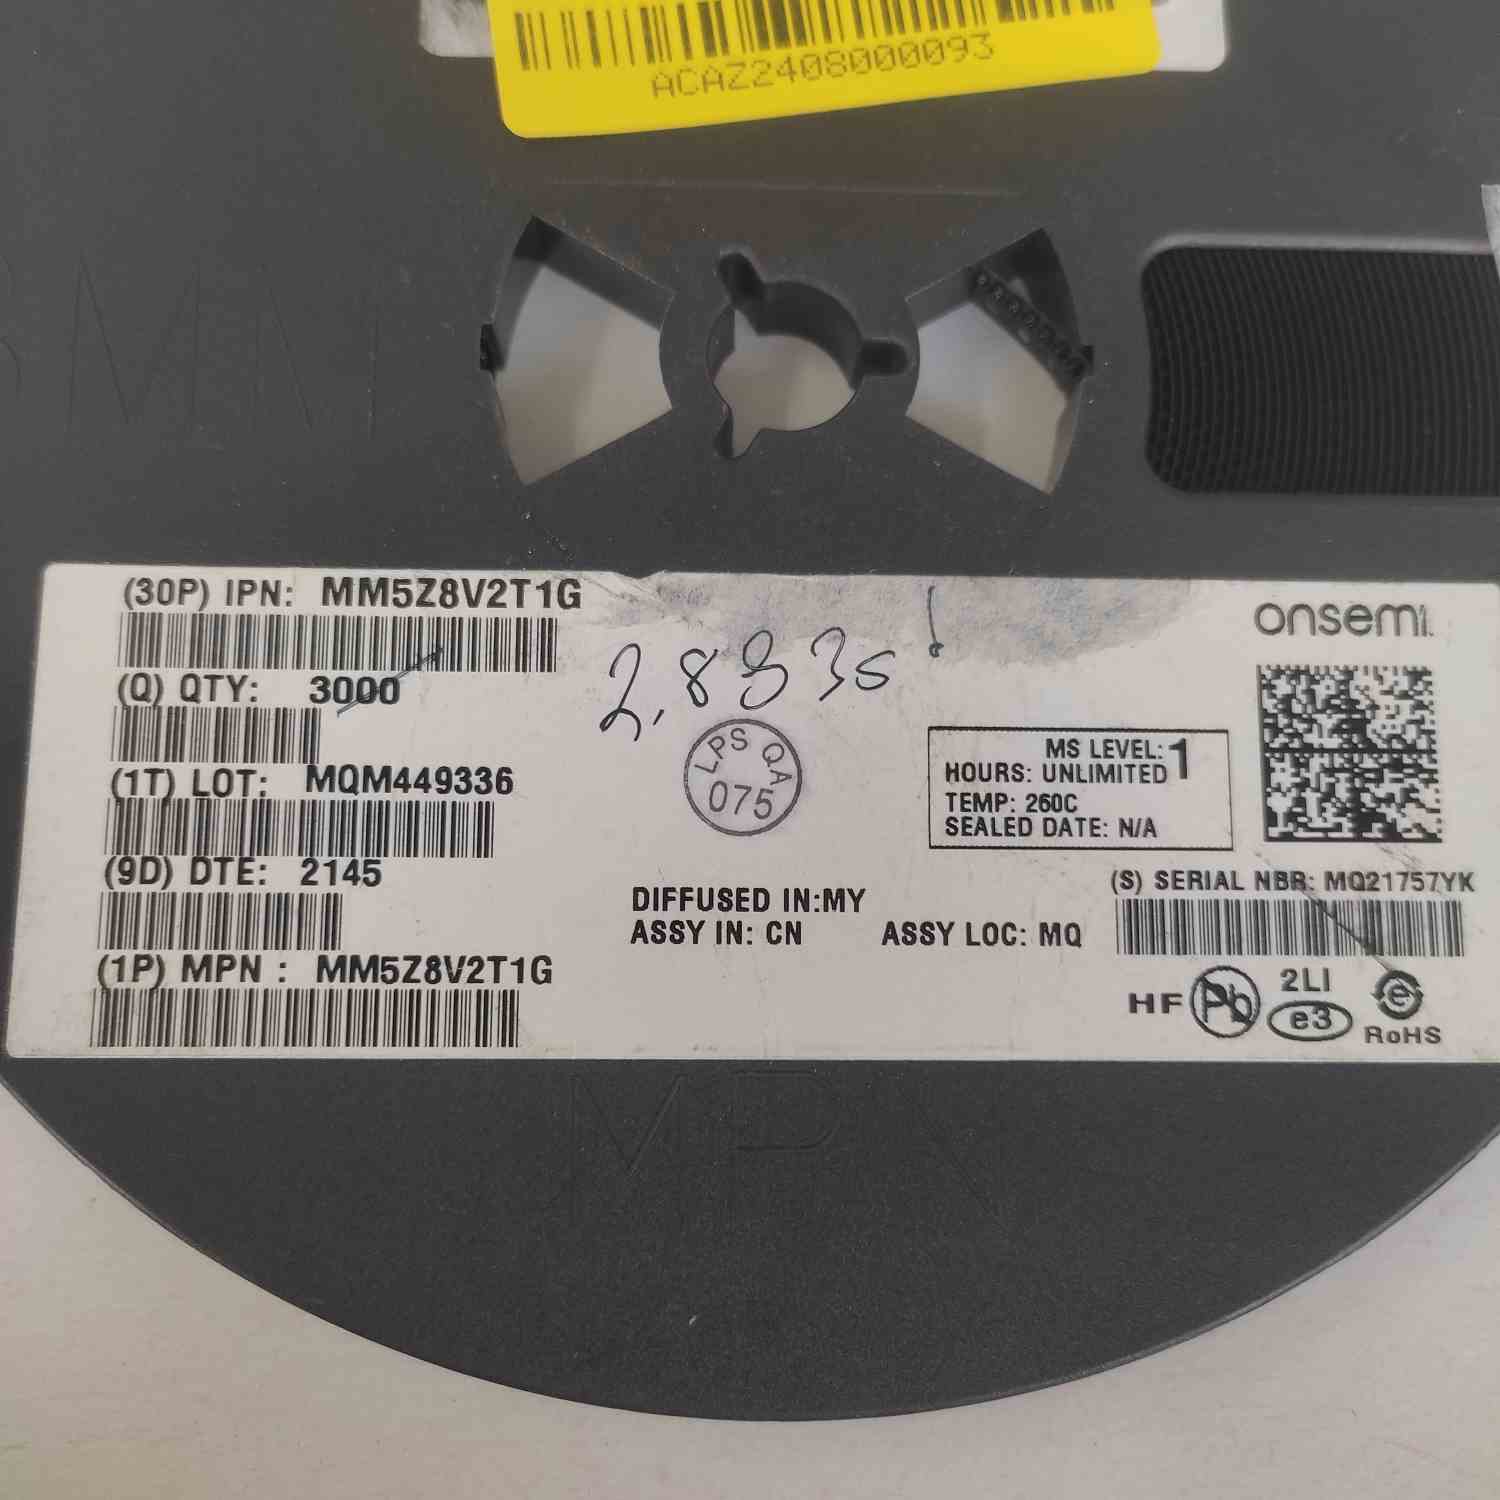 ACAZ2408000093
(30P) IPN: MM5Z8V2T1G
onsemi
(Q) QTY: 3000
LPS QA
075
MS LEVEL: 1
HOURS: UNLIMITED
TEMP: 260C
SEALED DATE: N/A
(1T) LOT: MQM449336
(9D) DTE: 2145
DIFFUSED IN:MY
ASSY IN: CN
ASSY LOC: MQ
(S) SERIAL NBR: MQ21757YK
(1P) MPN : MM5Z8V2T1G
HF
Pb
2LI
e3
e
RoHS